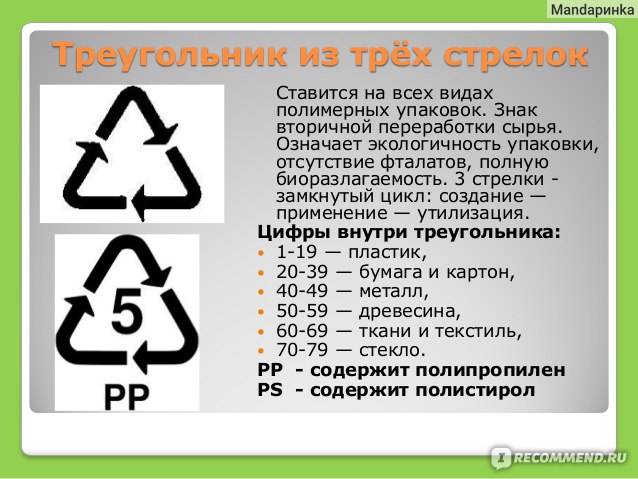 Mandаринка
Треугольник из трёх стрелок
Ставится на всех видах
полимерных упаковок. Знак
вторичной переработки сырья.
Означает экологичность упаковки,
отсутствие фталатов, полную
биоразлагаемость. 3 стрелки -
замкнутый цикл: создание —
применение — утилизация.
Цифры внутри треугольника:
• 1-19 — пластик,
• 20-39 — бумага и картон,
• 40-49 — металл,
• 50-59 — древесина,
• 60-69 — ткани и текстиль,
• 70-79 — стекло.
PP - содержит полипропилен
PS - содержит полистирол
5
PP
I RECOMMEND.RU